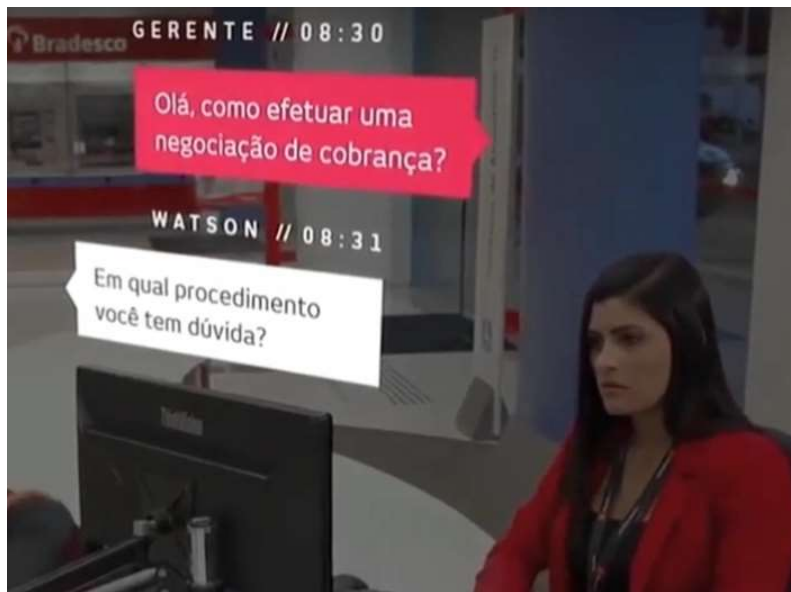 Bradesco
GERENTE // 08:30
Olá, como efetuar uma
negociação de cobrança?
WATSON // 08:31
Em qual procedimento
você tem dúvida?